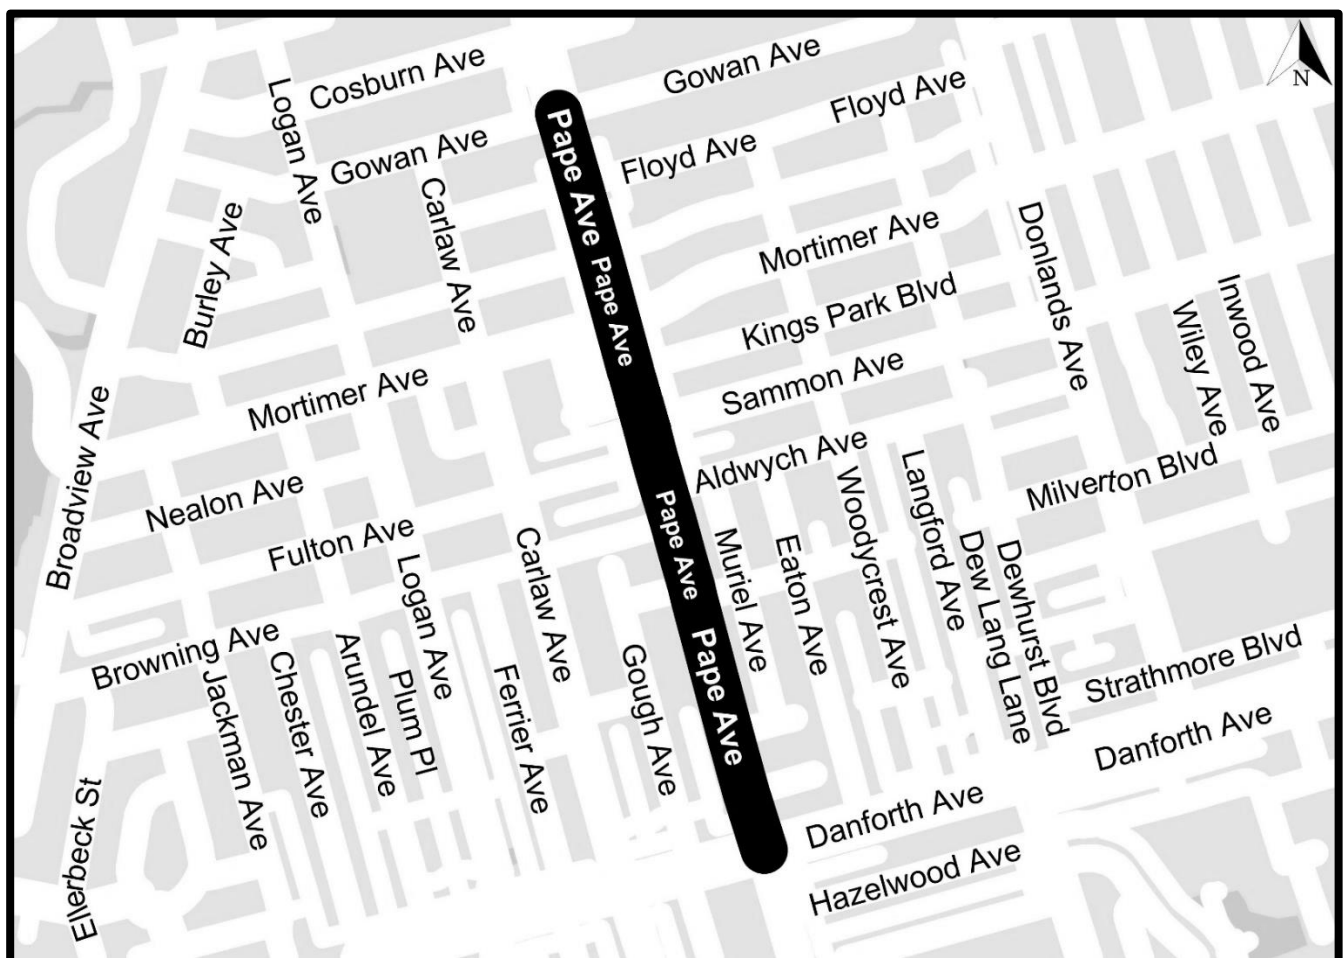 N
Cosburn Ave
Gowan Ave
Logan Ave
Floyd Ave
Gowan Ave
Floyd Ave
Pape Ave
Carlaw Ave
Burley Ave
Mortimer Ave
Donlands Ave
Pape Ave
Kings Park Blvd
Inwood Ave
Wiley Ave
Sammon Ave
Mortimer Ave
Broadview Ave
Aldwych Ave
Milverton Blvd
Nealon Ave
Woodycrest Ave
Langford Ave
Pape Ave
Fulton Ave
Logan Ave
Carlaw Ave
Muriel Ave
Eaton Ave
Dew Lang Lane
Dewhurst Blvd
Browning Ave
Pape Ave
Strathmore Blvd
Jackman Ave
Chester Ave
Arundel Ave
Plum Pl
Ferrier Ave
Gough Ave
Danforth Ave
Ellerbeck St
Danforth Ave
Hazelwood Ave